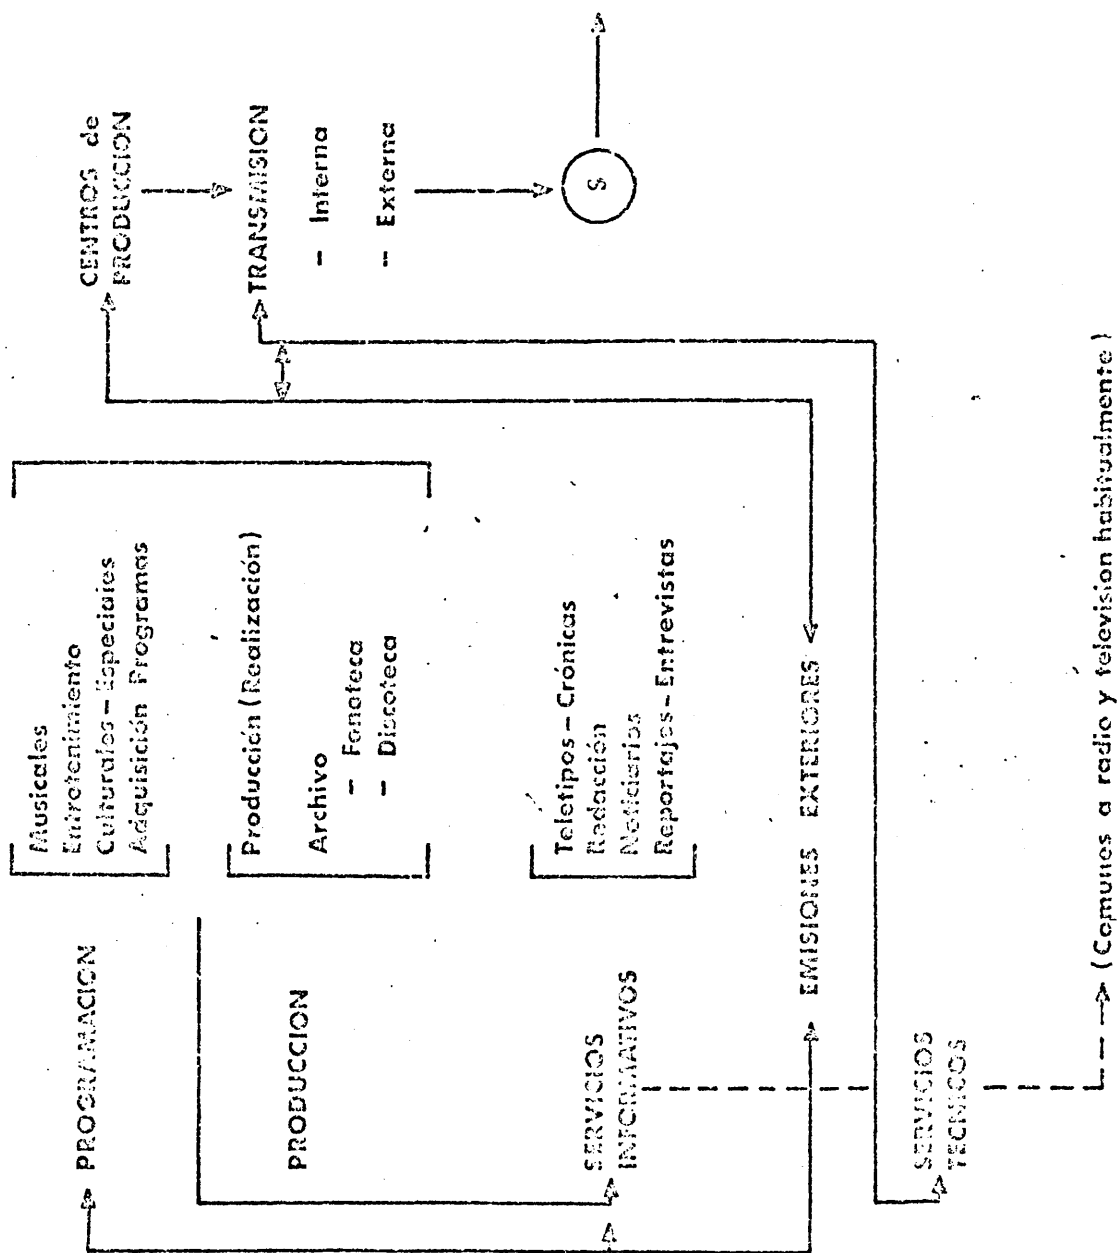 PROGRAMACION
Musicales
Entretenimiento
Culturales - Especiales
Adquisición Programas
CENTROS de
PRODUCCION
PRODUCCION
Producción (Realización)
Archivo
- Fonoteca
- Discoteca
TRANSMISION
- Interna
- Externa
SERVICIOS
INFORMATIVOS
Teletipos - Crónicas
Redacción
Noticiarios
Reportajes - Entrevistas
S
EMISIONES EXTERIORES
SERVICIOS
TECNICOS
(Comunes a radio y television habitualmente)